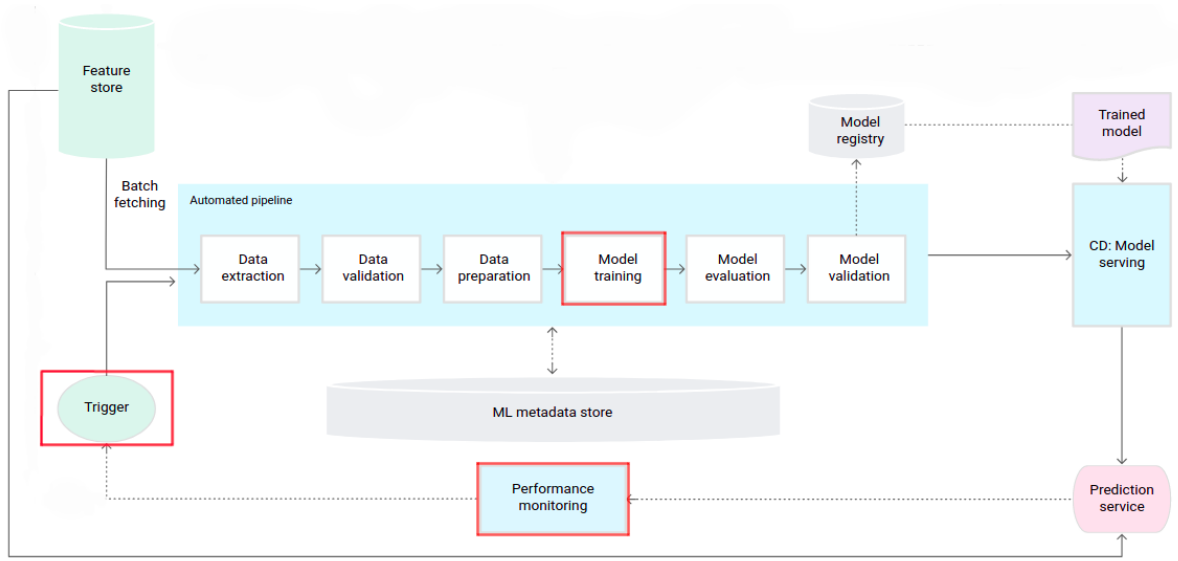 Feature
store
Batch
fetching
Automated pipeline
Data
extraction
Data
validation
Data
preparation
Model
training
Model
evaluation
Model
validation
Model
registry
Trained
model
CD: Model
serving
Trigger
ML metadata store
Performance
monitoring
Prediction
service